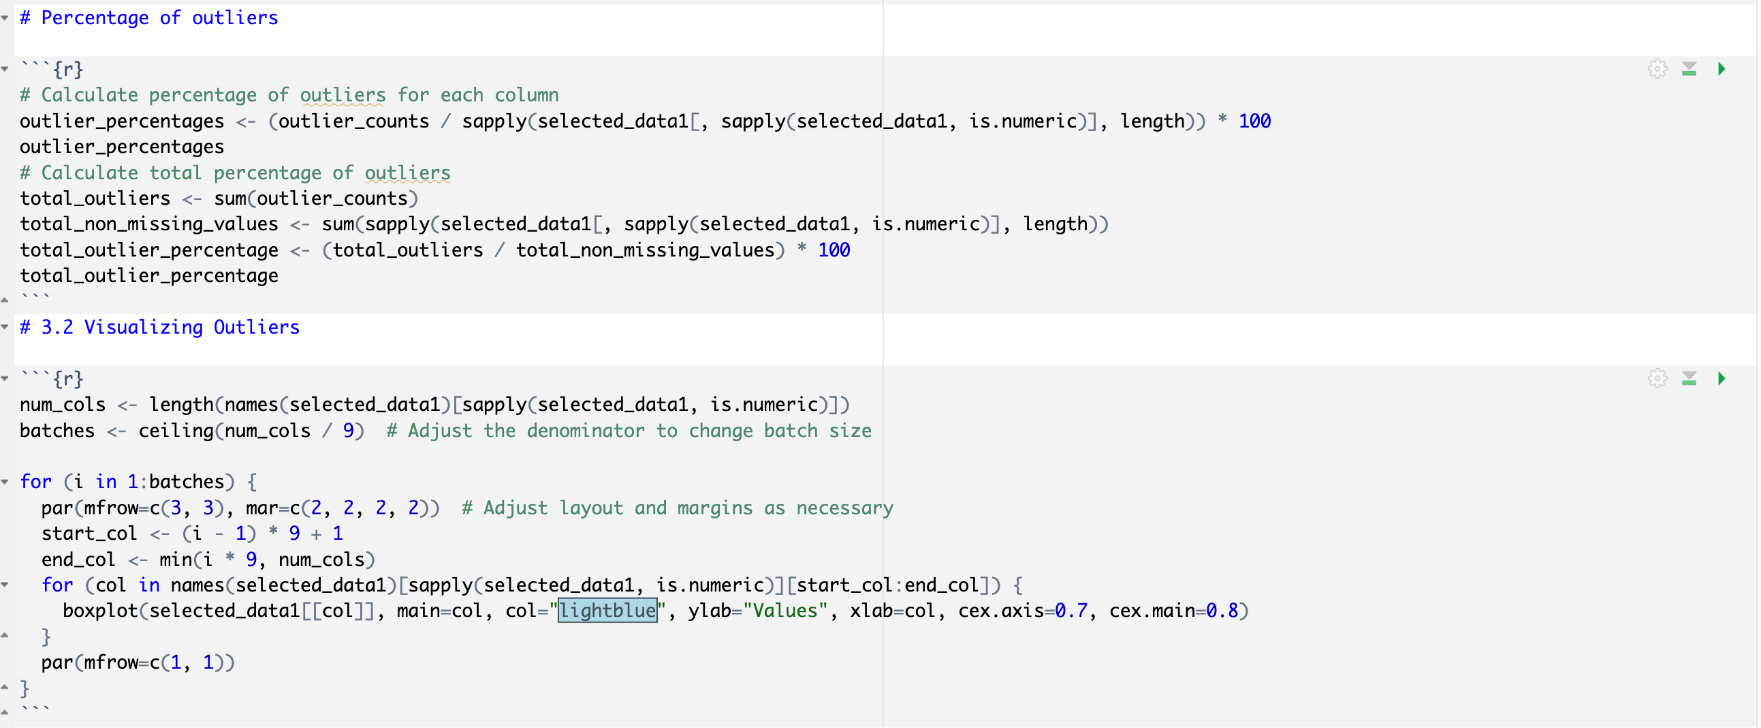 # Percentage of outliers
```{r}
# Calculate percentage of outliers for each column
outlier_percentages <- (outlier_counts / sapply(selected_data1[, sapply(selected_data1, is.numeric)], length)) * 100
outlier_percentages
# Calculate total percentage of outliers
total_outliers <- sum(outlier_counts)
total_non_missing_values <- sum(sapply(selected_data1[, sapply(selected_data1, is.numeric)], length))
total_outlier_percentage <- (total_outliers / total_non_missing_values) * 100
total_outlier_percentage
```
# 3.2 Visualizing Outliers
```{r}
num_cols <- length(names(selected_data1)[sapply(selected_data1, is.numeric)])
batches <- ceiling(num_cols / 9)  # Adjust the denominator to change batch size
for (i in 1:batches) {
  par(mfrow=c(3, 3), mar=c(2, 2, 2, 2))  # Adjust layout and margins as necessary
  start_col <- (i - 1) * 9 + 1
  end_col <- min(i * 9, num_cols)
  for (col in names(selected_data1)[sapply(selected_data1, is.numeric)][start_col:end_col]) {
    boxplot(selected_data1[[col]], main=col, col="lightblue", ylab="Values", xlab=col, cex.axis=0.7, cex.main=0.8)
  }
  par(mfrow=c(1, 1))
}
```